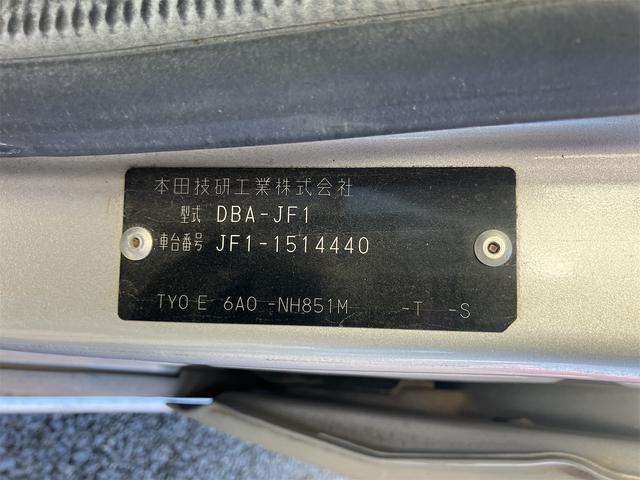 本田技研工業株式会社
型式 DBA-JF1
車台番号 JF1-1514440
TY0 E 6A0 -NH851M -T -S